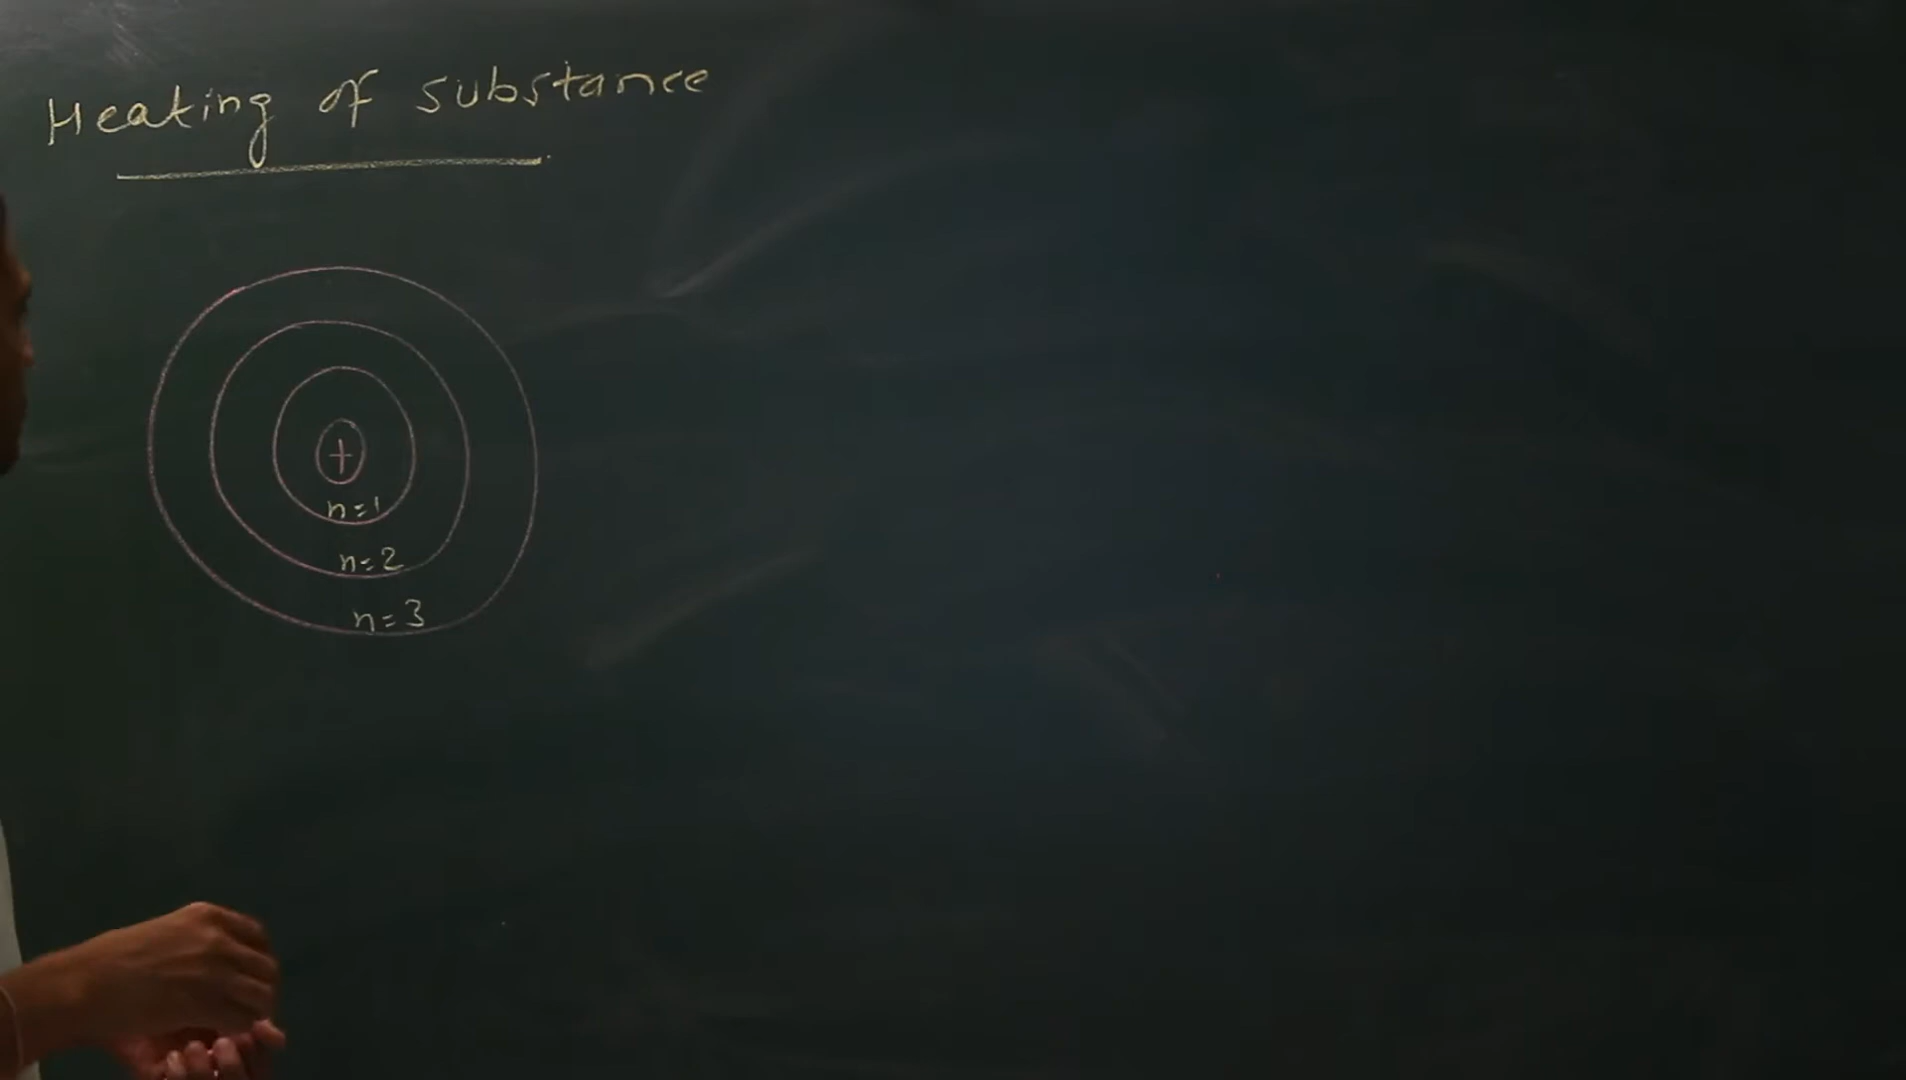 Heating of substance
+
n=1
n=2
n=3